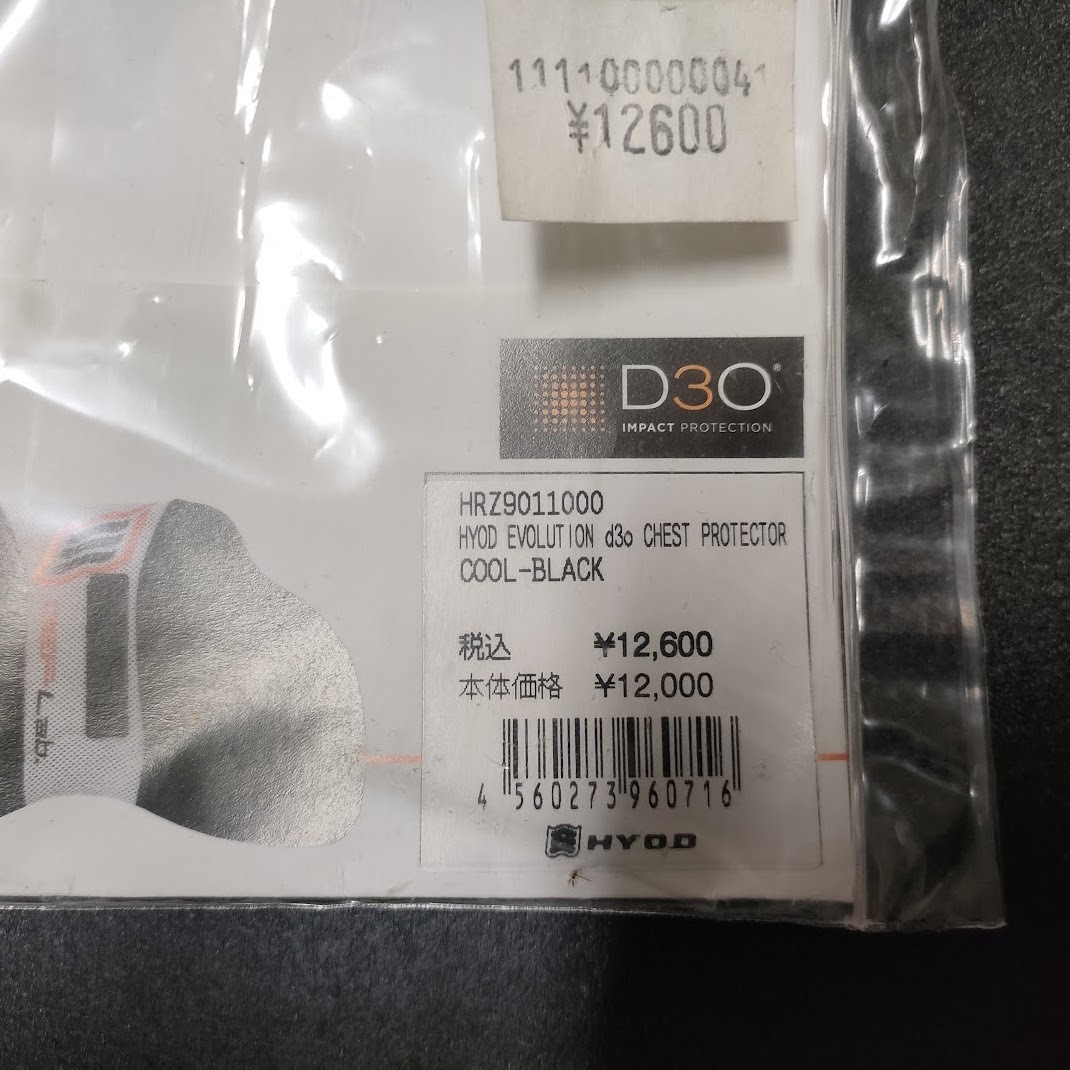 ¥12600
D3O®
IMPACT PROTECTION
HRZ9011000
HYOD EVOLUTION d3o CHEST PROTECTOR
COOL-BLACK
税込 ¥12,600
本体価格 ¥12,000
4 560273 960716
HYOD
Lab.